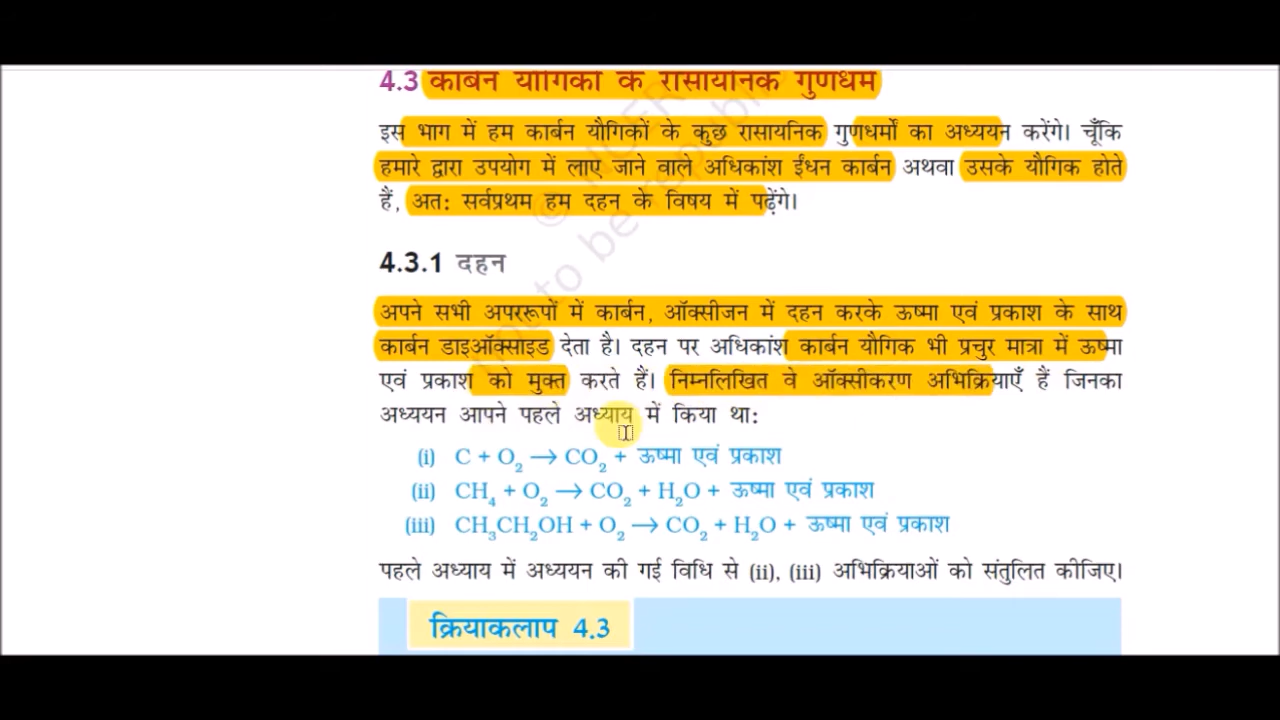 4.3 कार्बन यौगिकों के रासायनिक गुणधर्म
इस भाग में हम कार्बन यौगिकों के कुछ रासायनिक गुणधर्मों का अध्ययन करेंगे। चूँकि
हमारे द्वारा उपयोग में लाए जाने वाले अधिकांश ईंधन कार्बन अथवा उसके यौगिक होते
हैं, अत: सर्वप्रथम हम दहन के विषय में पढ़ेंगे।
4.3.1 दहन
अपने सभी अपररूपों में कार्बन, ऑक्सीजन में दहन करके ऊष्मा एवं प्रकाश के साथ
कार्बन डाइऑक्साइड देता है। दहन पर अधिकांश कार्बन यौगिक भी प्रचुर मात्रा में ऊष्मा
एवं प्रकाश को मुक्त करते हैं। निम्नलिखित वे ऑक्सीकरण अभिक्रियाएँ हैं जिनका
अध्ययन आपने पहले अध्याय में किया था:
(i) C + O₂ → CO₂ + ऊष्मा एवं प्रकाश
(ii) CH₄ + O₂ → CO₂ + H₂O + ऊष्मा एवं प्रकाश
(iii) CH₃CH₂OH + O₂ → CO₂ + H₂O + ऊष्मा एवं प्रकाश
पहले अध्याय में अध्ययन की गई विधि से (ii), (iii) अभिक्रियाओं को संतुलित कीजिए।
क्रियाकलाप 4.3